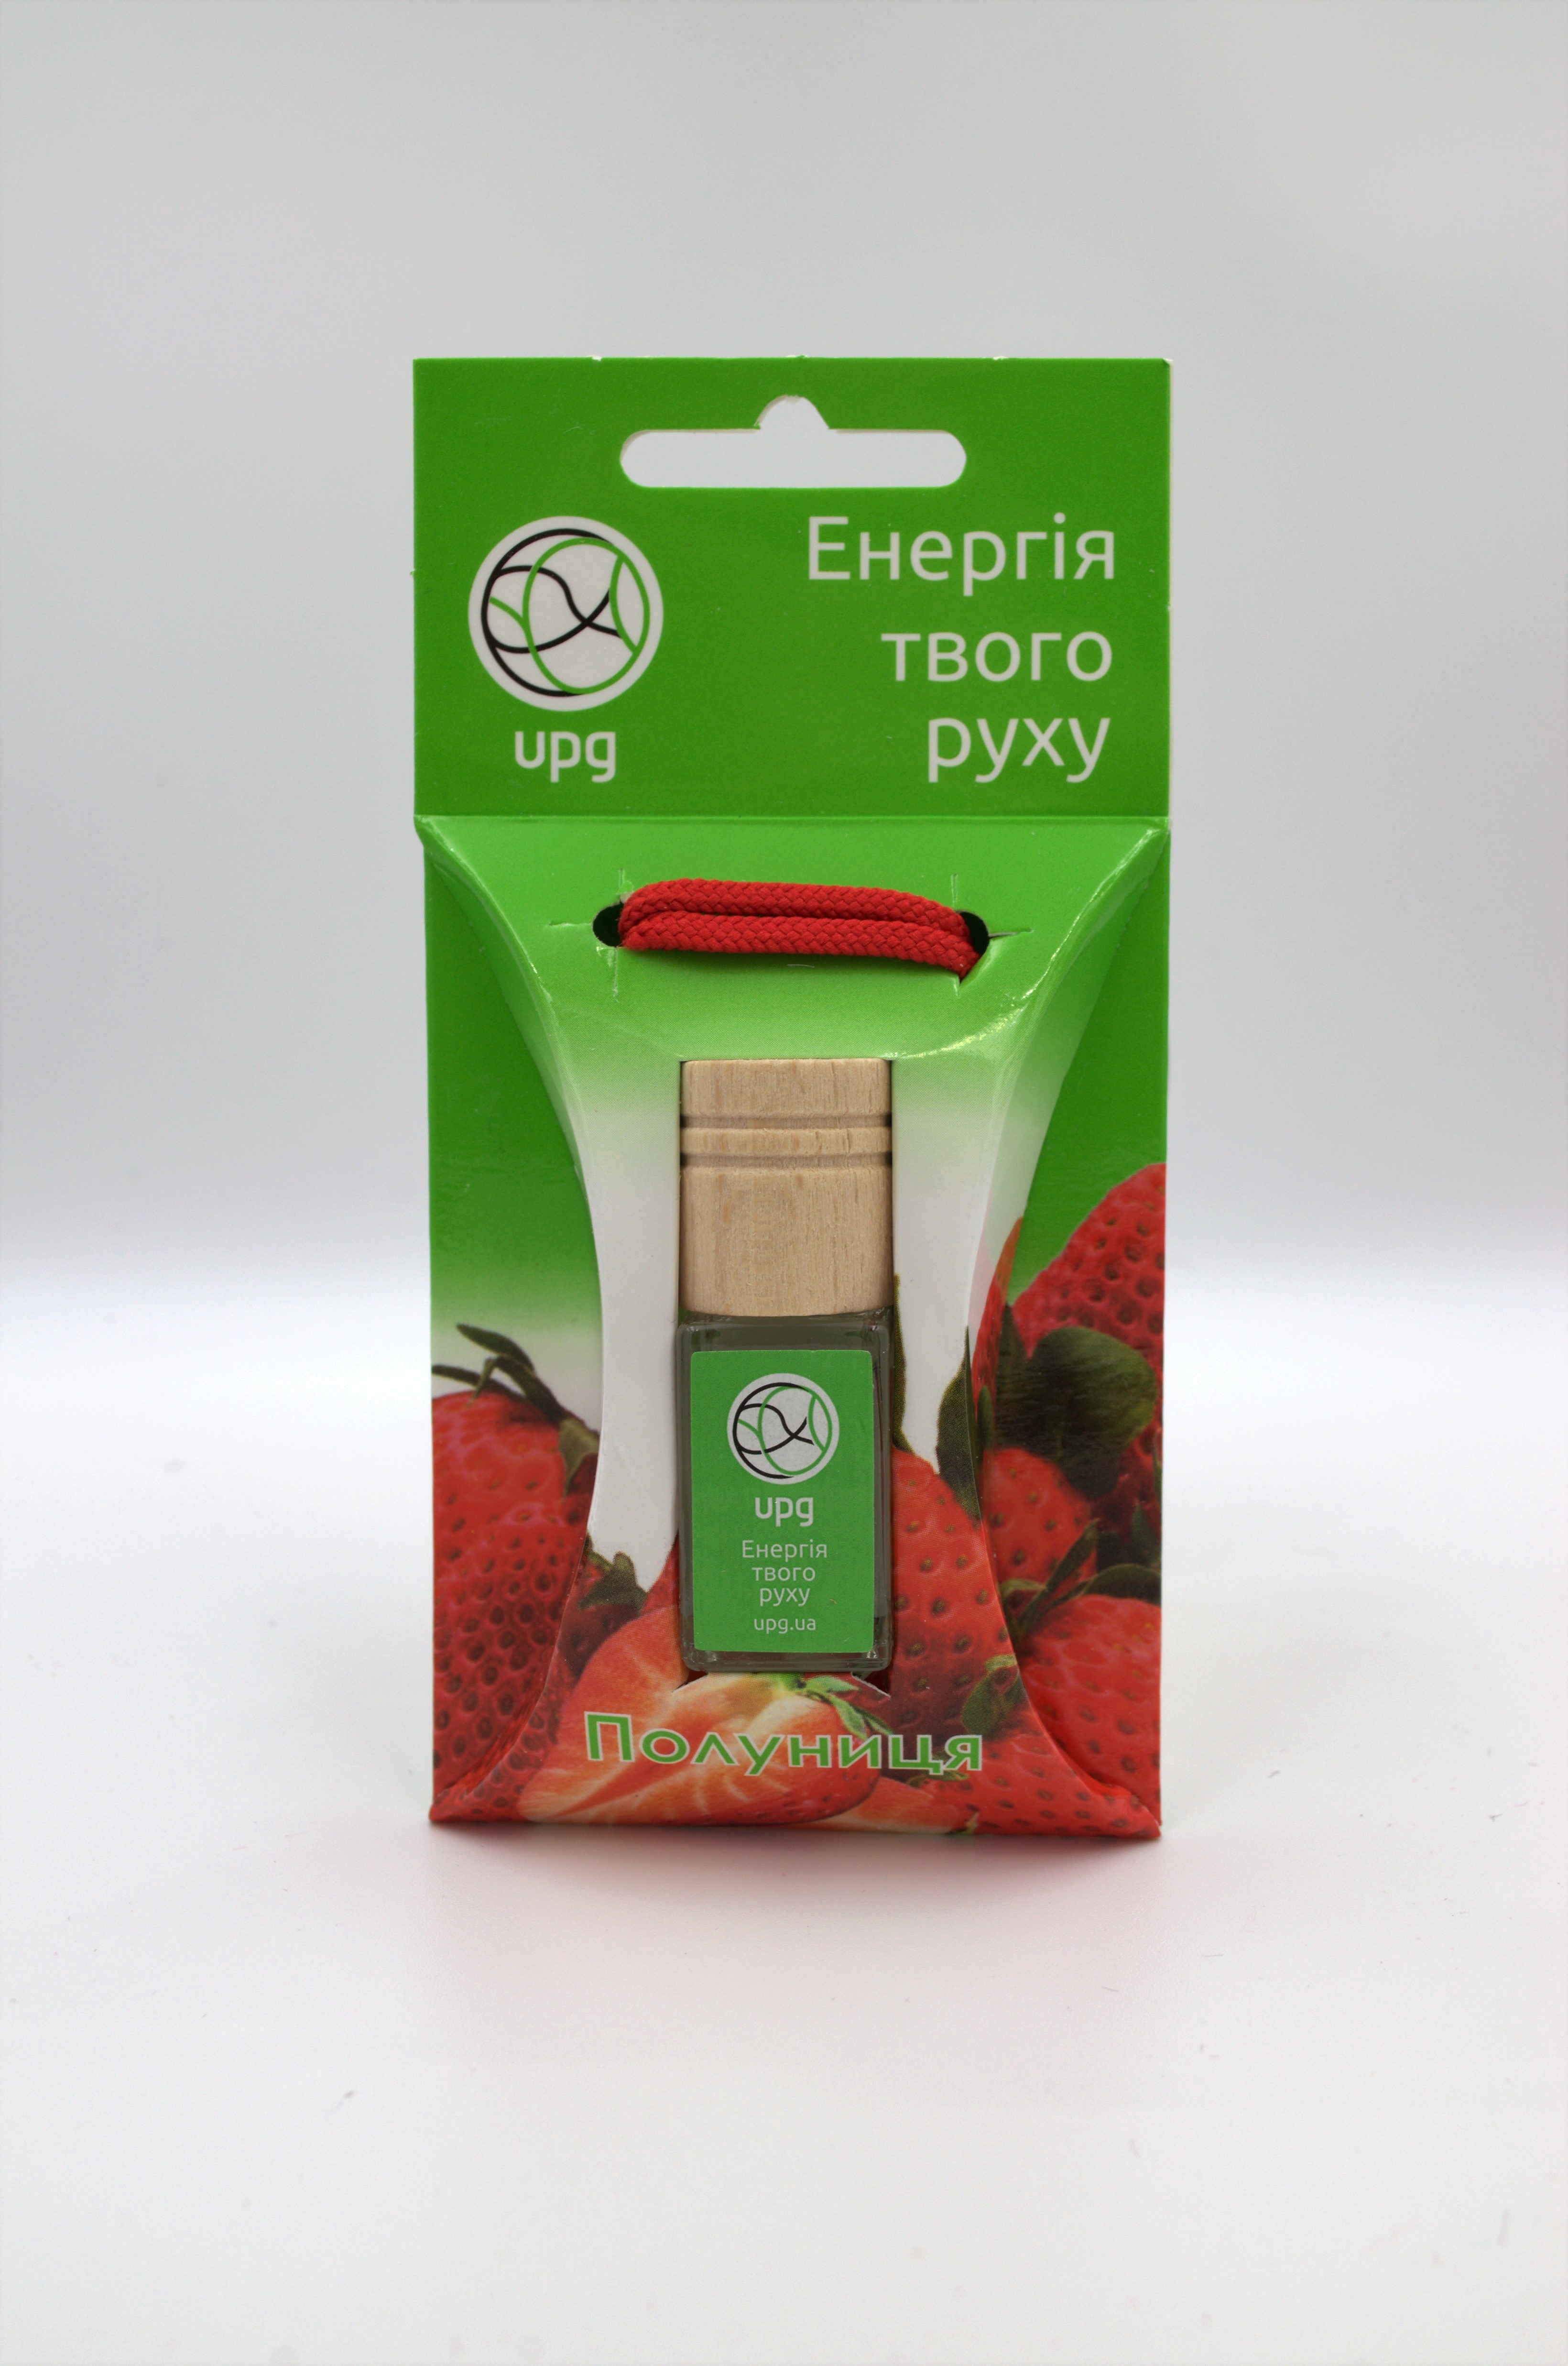 Енергія
твого
руху
upg
upg
Енергія
твого
руху
upg.ua
Полуниця